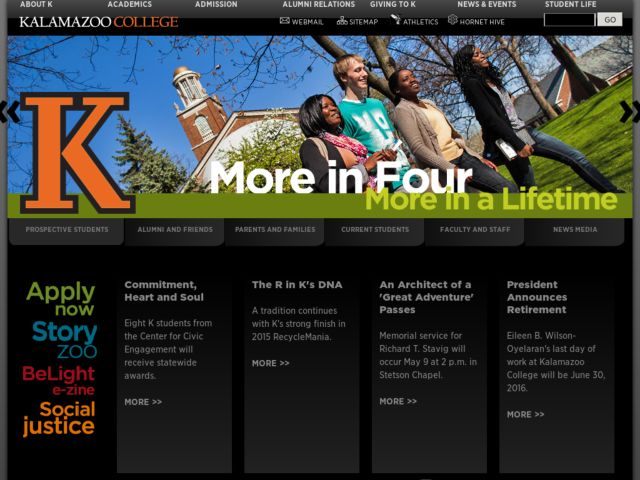 ABOUT K ACADEMICS ADMISSION ALUMNI RELATIONS GIVING TO K NEWS & EVENTS STUDENT LIFE
KALAMAZOO COLLEGE WEBMAIL SITEMAP ATHLETICS HORNET HIVE GO
K
More in Four
More in a Lifetime
PROSPECTIVE STUDENTS ALUMNI AND FRIENDS PARENTS AND FAMILIES CURRENT STUDENTS FACULTY AND STAFF NEWS MEDIA
Apply
now
Story
ZOO
BeLight
e-zine
Social
justice
Commitment,
Heart and Soul
Eight K students from
the Center for Civic
Engagement will
receive statewide
awards.
MORE >>
The R in K's DNA
A tradition continues
with K's strong finish in
2015 RecycleMania.
MORE >>
An Architect of a
'Great Adventure'
Passes
Memorial service for
Richard T. Stavig will
occur May 9 at 2 p.m. in
Stetson Chapel.
MORE >>
President
Announces
Retirement
Eileen B. Wilson-
Oyelaran's last day of
work at Kalamazoo
College will be June 30,
2016.
MORE >>